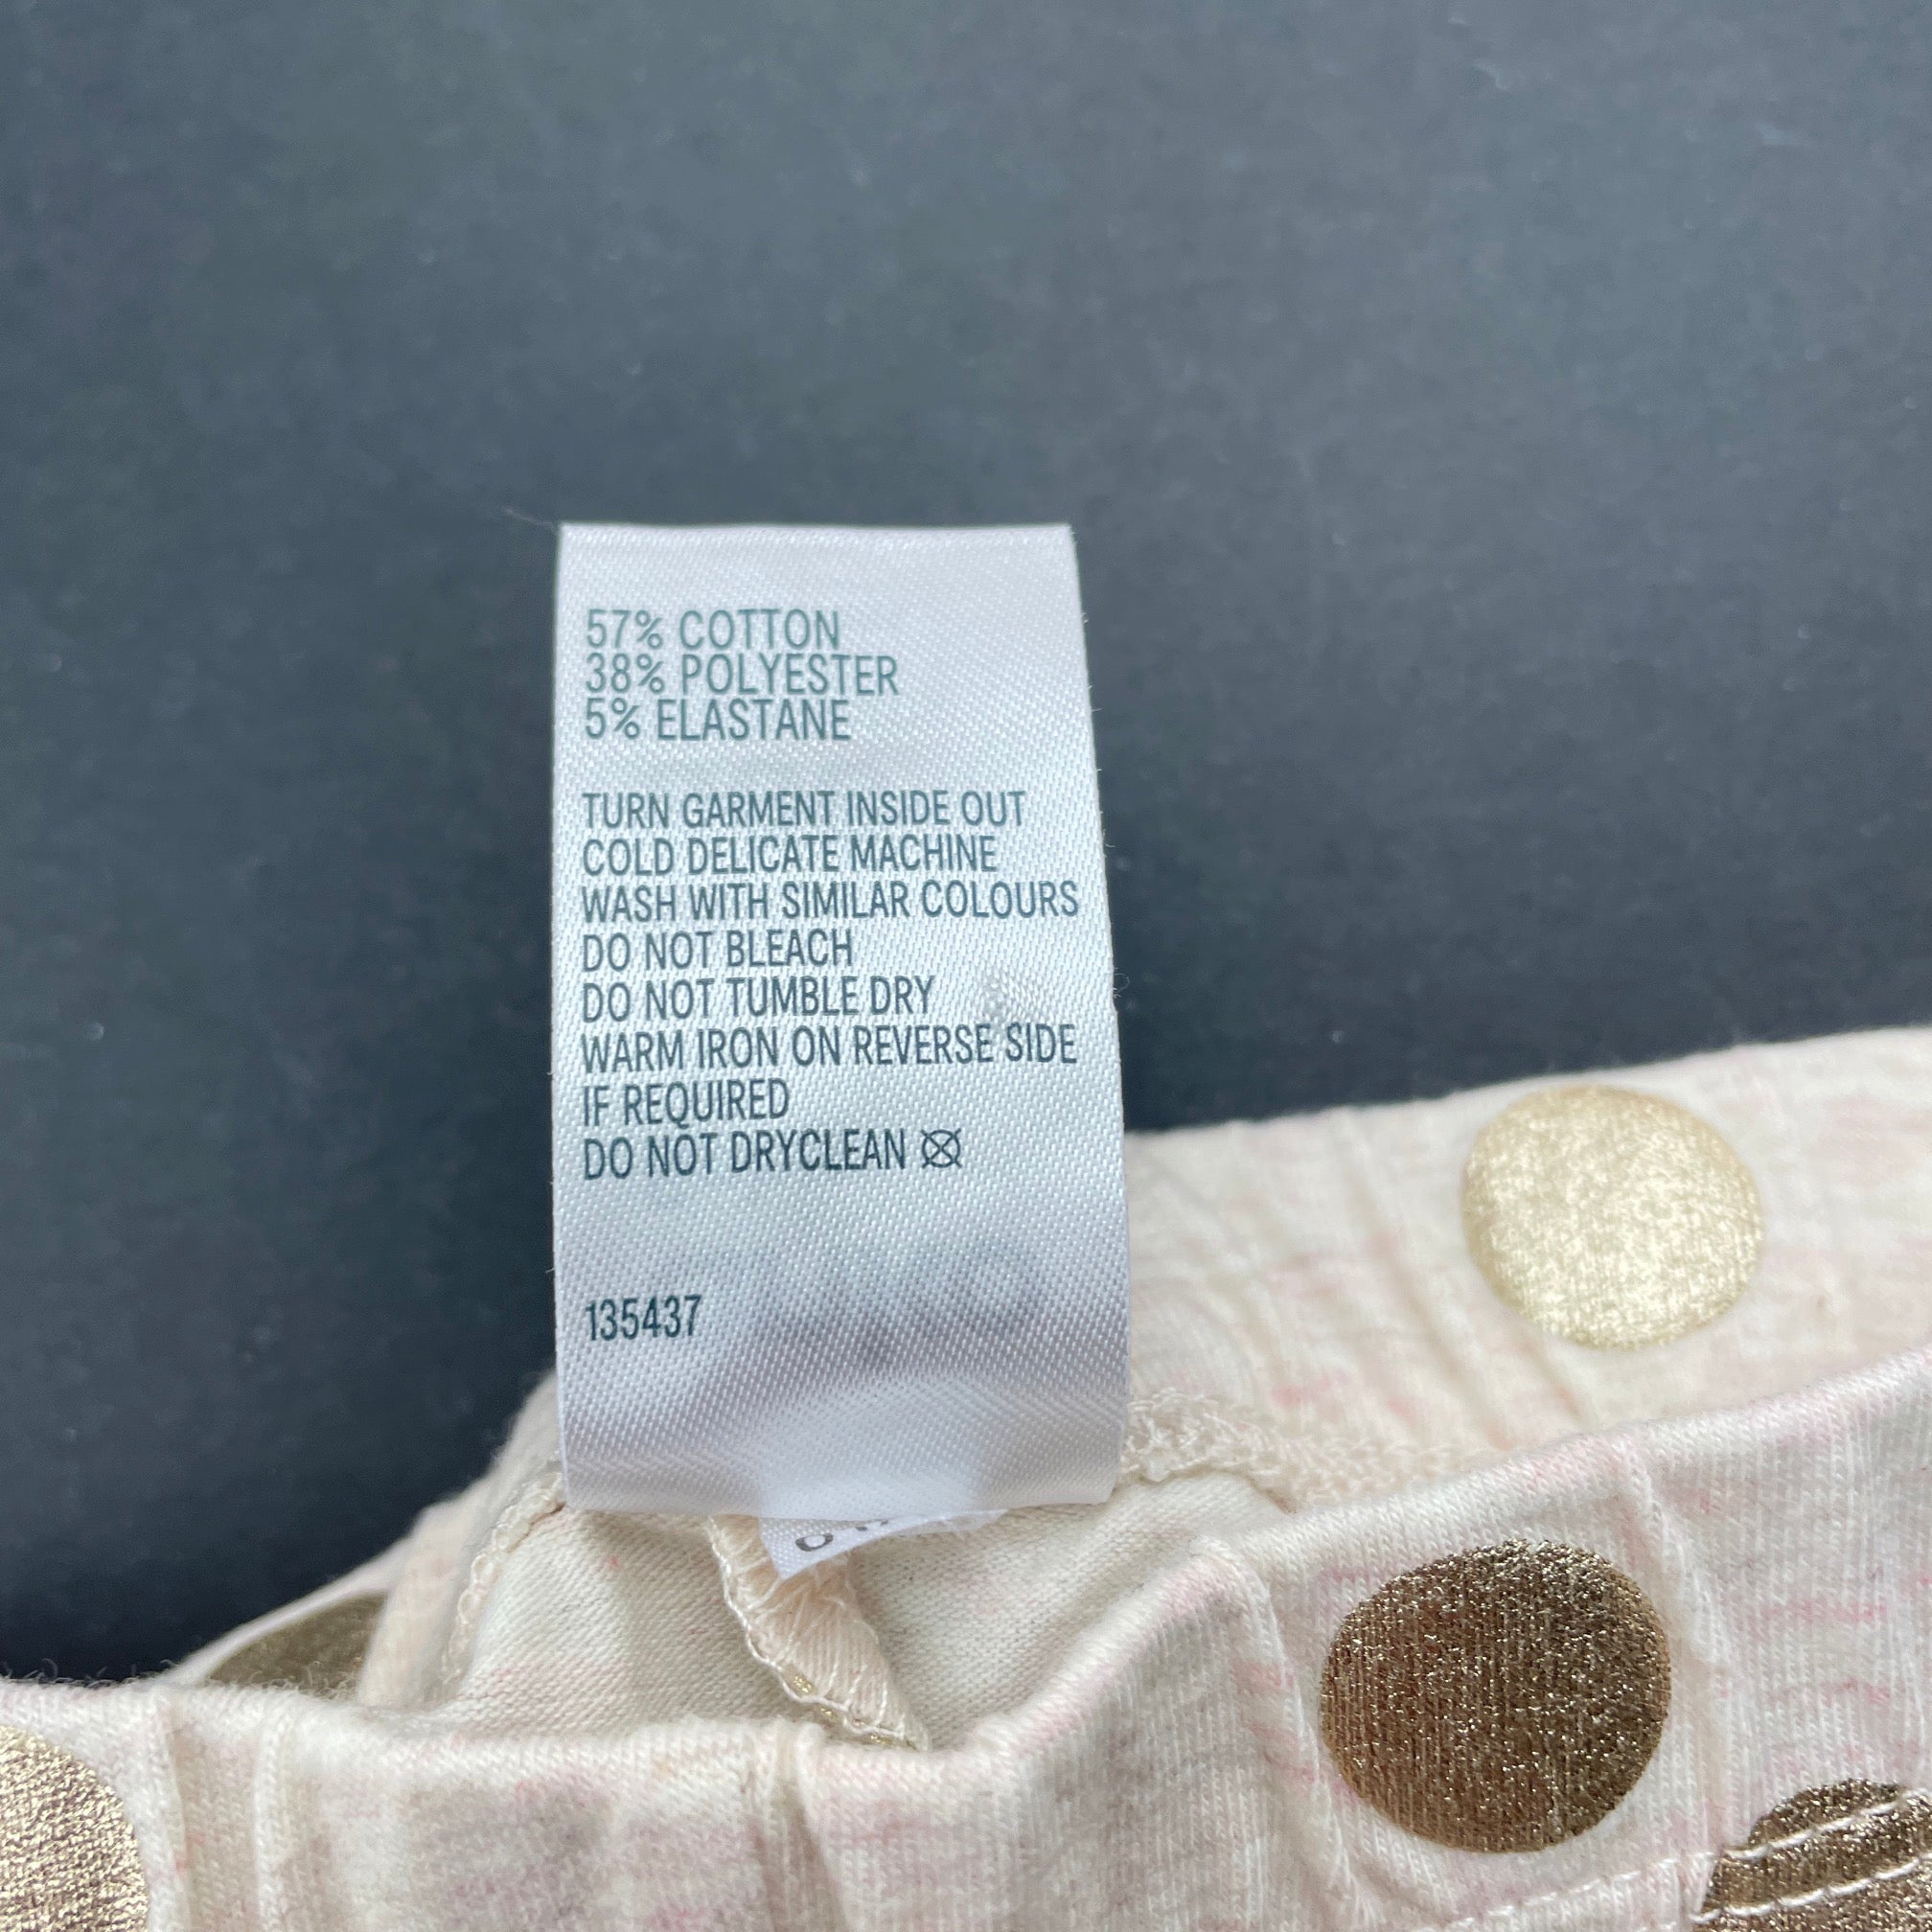 57% COTTON
38% POLYESTER
5% ELASTANE
TURN GARMENT INSIDE OUT
COLD DELICATE MACHINE
WASH WITH SIMILAR COLOURS
DO NOT BLEACH
DO NOT TUMBLE DRY
WARM IRON ON REVERSE SIDE
IF REQUIRED
DO NOT DRYCLEAN
135437